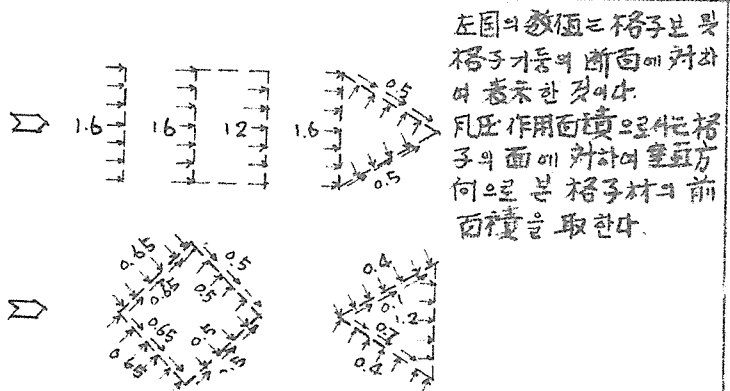 左図의 数値는 格子보 및
格子기둥의 断面에 対하
여 表示한 것이다.
風圧 作用面積으로서는 格
子의 面에 対하여 垂直方
向으로 본 格子材의 前
面積을 取한다.
1.6 1.6 1.2 1.6 0.5
0.5
0.65 0.5 0.4
0.65 0.5 1.2
0.65 0.5
0.65 0.5 0.4